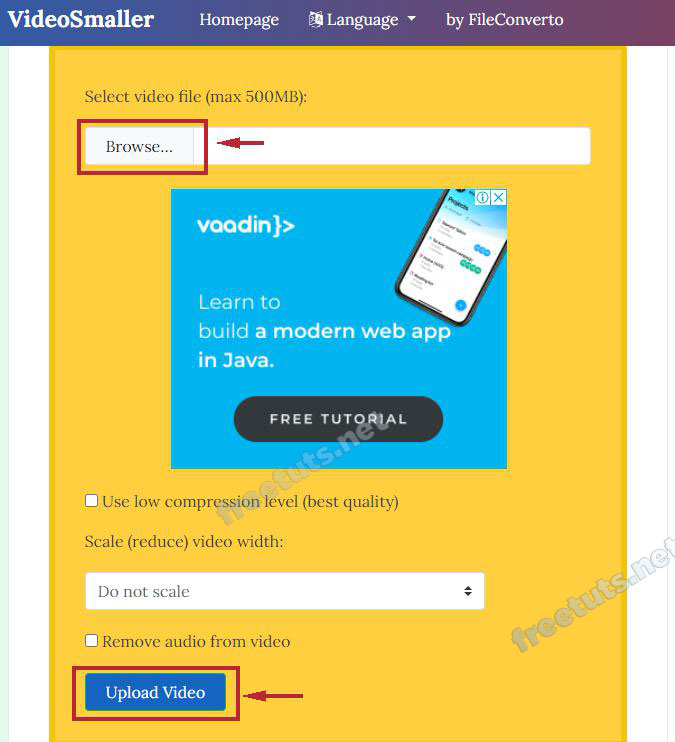 VideoSmaller
Homepage
Language
by FileConverto
Select video file (max 500MB):
Browse...
vaadin}>
Projects
Learn to
build a modern web app
in Java.
FREE TUTORIAL
freetuts.net
Use low compression level (best quality)
Scale (reduce) video width:
Do not scale
freetuts.net
Remove audio from video
Upload Video